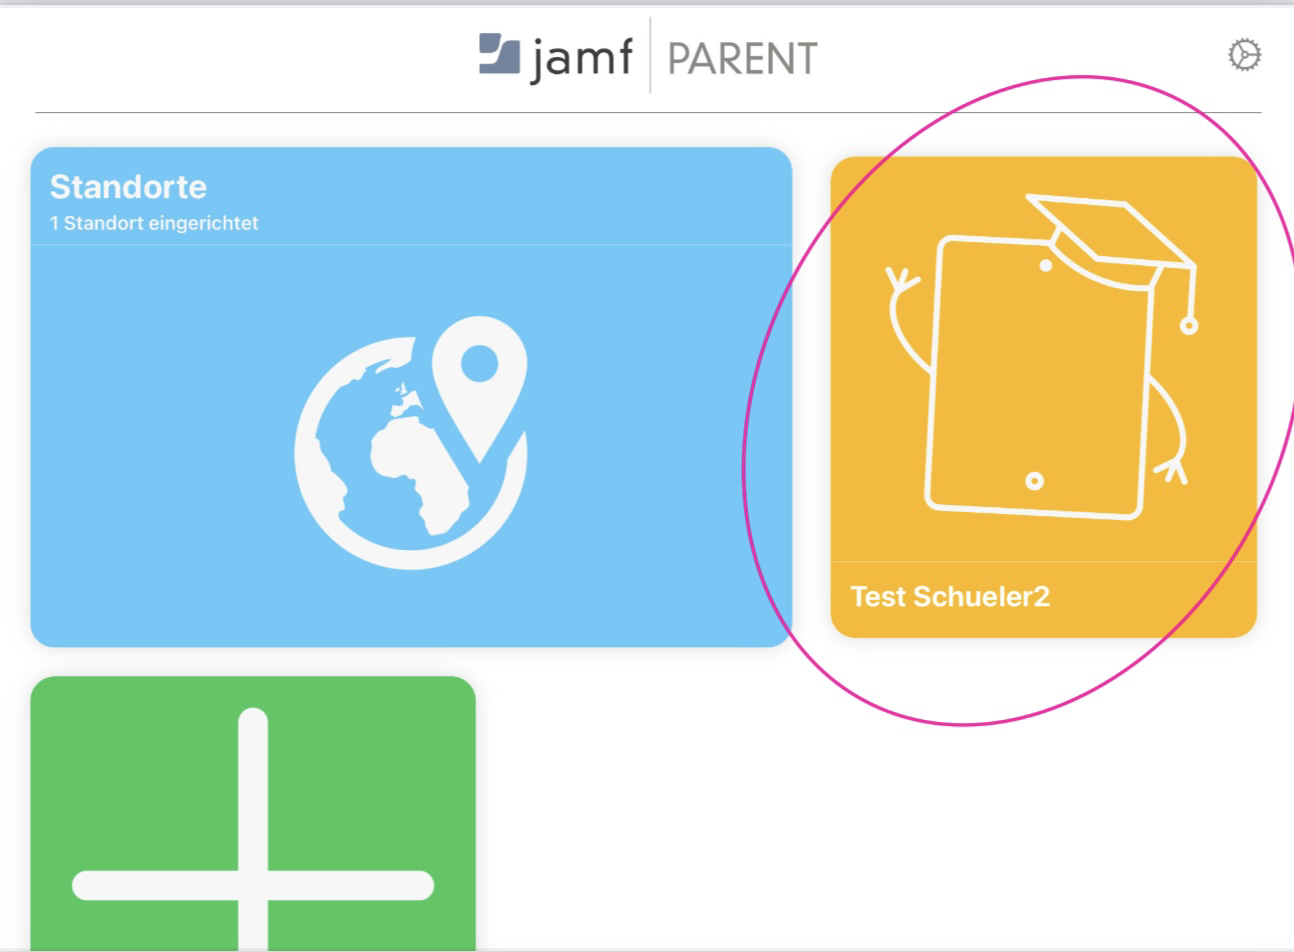 jamf | PARENT
Standorte
1 Standort eingerichtet
Test Schueler2